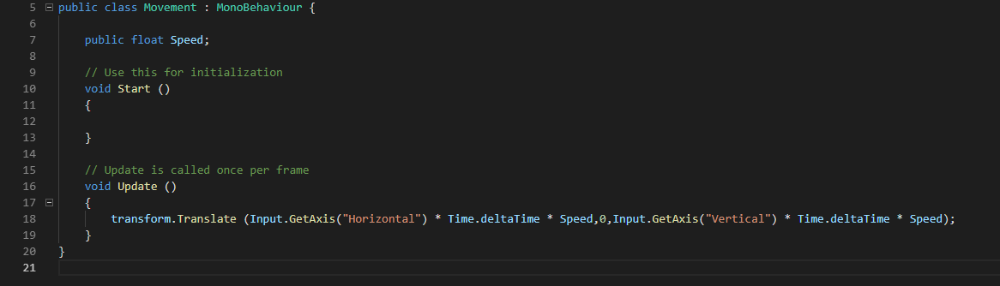 5 public class Movement : MonoBehaviour {
6
7 public float Speed;
8
9 // Use this for initialization
10 void Start ()
11 {
12
13 }
14
15 // Update is called once per frame
16 void Update ()
17 {
18 transform.Translate (Input.GetAxis("Horizontal") * Time.deltaTime * Speed,0,Input.GetAxis("Vertical") * Time.deltaTime * Speed);
19 }
20 }
21